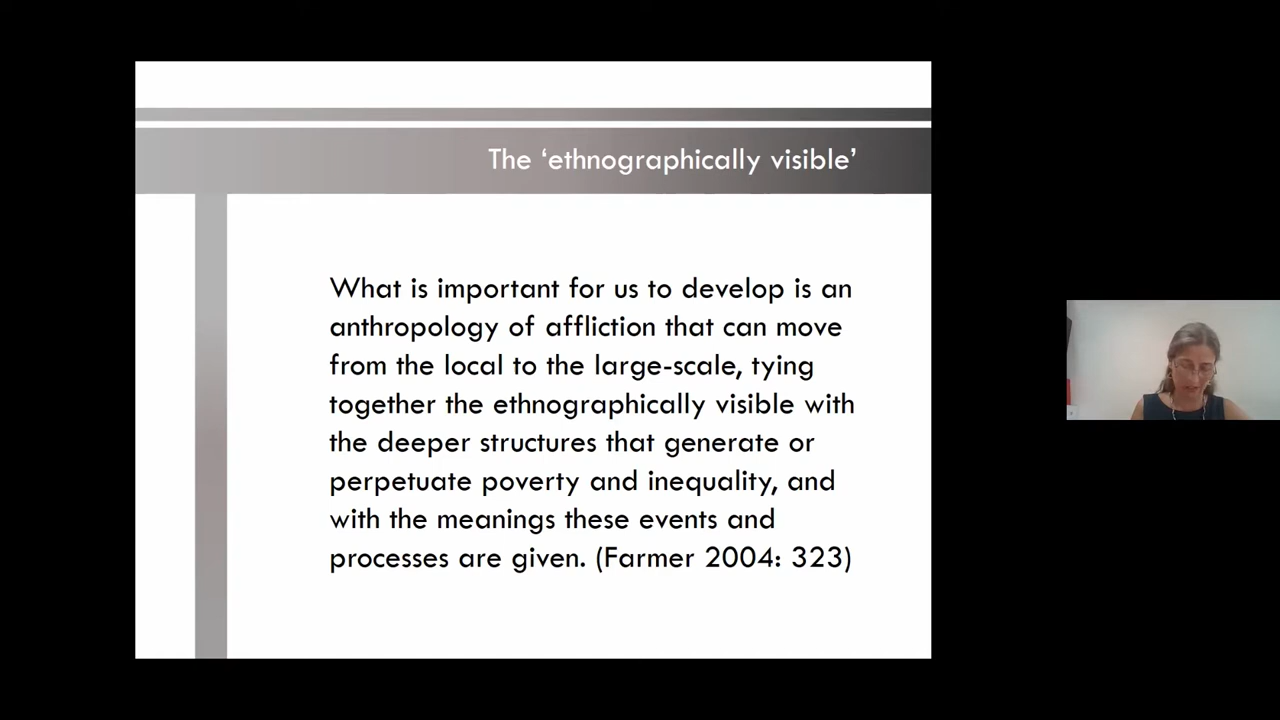 The ‘ethnographically visible’
What is important for us to develop is an
anthropology of affliction that can move
from the local to the large-scale, tying
together the ethnographically visible with
the deeper structures that generate or
perpetuate poverty and inequality, and
with the meanings these events and
processes are given. (Farmer 2004: 323)